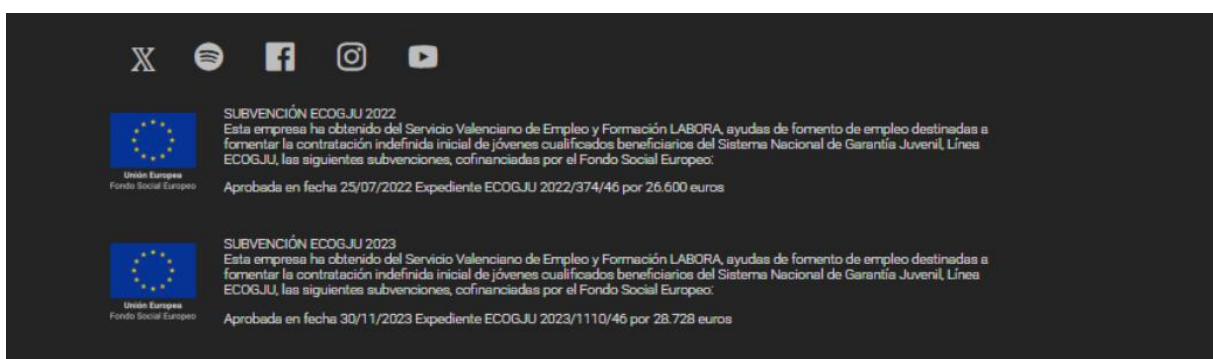 SUBVENCIÓN ECOGJU 2022
Esta empresa ha obtenido del Servicio Valenciano de Empleo y Formación LABORA, ayudas de fomento de empleo destinadas a
fomentar la contratación indefinida inicial de jóvenes cualificados beneficiarios del Sistema Nacional de Garantía Juvenil, Línea
ECOGJU, las siguientes subvenciones, cofinanciadas por el Fondo Social Europeo:
Unión Europea
Fondo Social Europeo
Aprobada en fecha 25/07/2022 Expediente ECOGJU 2022/374/46 por 26.600 euros
SUBVENCIÓN ECOGJU 2023
Esta empresa ha obtenido del Servicio Valenciano de Empleo y Formación LABORA, ayudas de fomento de empleo destinadas a
fomentar la contratación indefinida inicial de jóvenes cualificados beneficiarios del Sistema Nacional de Garantía Juvenil, Línea
ECOGJU, las siguientes subvenciones, cofinanciadas por el Fondo Social Europeo:
Unión Europea
Fondo Social Europeo
Aprobada en fecha 30/11/2023 Expediente ECOGJU 2023/1110/46 por 28.728 euros